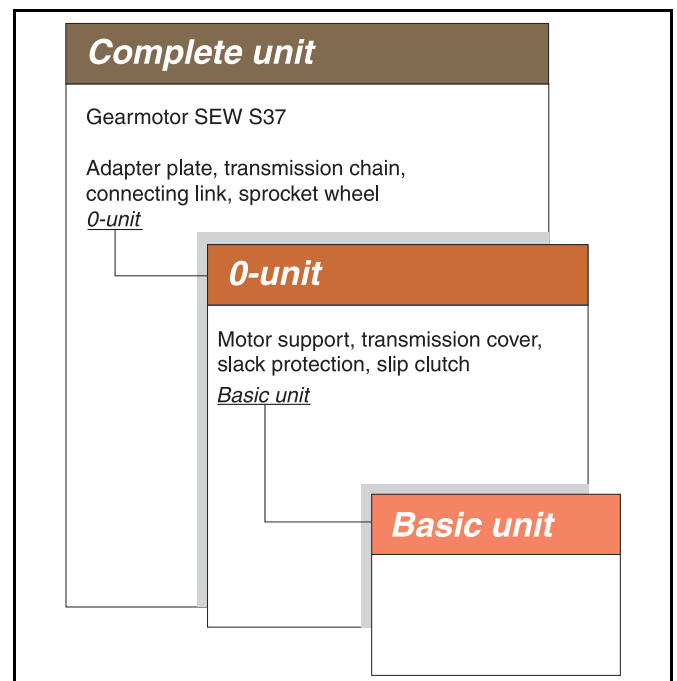 Complete unit
Gearmotor SEW S37
Adapter plate, transmission chain,
connecting link, sprocket wheel
0-unit
0-unit
Motor support, transmission cover,
slack protection, slip clutch
Basic unit
Basic unit